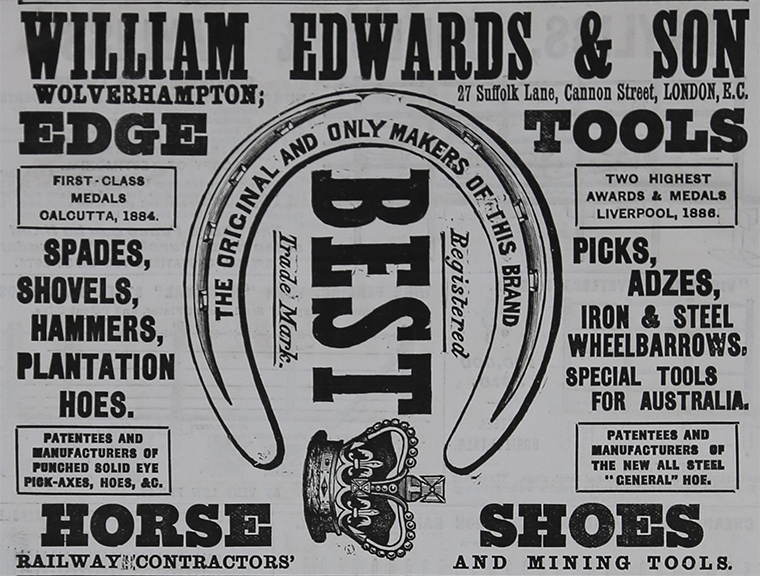 WILLIAM EDWARDS & SON
WOLVERHAMPTON;
27 Suffolk Lane, Cannon Street, LONDON, E.C.
EDGE TOOLS
FIRST-CLASS
MEDALS
CALCUTTA, 1884.
TWO HIGHEST
AWARDS & MEDALS
LIVERPOOL, 1886.
THE ORIGINAL AND ONLY MAKERS OF THIS BRAND
BEST
Registered
Trade Mark.
SPADES,
SHOVELS,
HAMMERS,
PLANTATION
HOES.
PICKS,
ADZES,
IRON & STEEL
WHEELBARROWS.
SPECIAL TOOLS
FOR AUSTRALIA.
PATENTEES AND
MANUFACTURERS OF
PUNCHED SOLID EYE
PICK-AXES, HOES, &C.
PATENTEES AND
MANUFACTURERS OF
THE NEW ALL STEEL
"GENERAL" HOE.
HORSE SHOES
RAILWAY CONTRACTORS' AND MINING TOOLS.